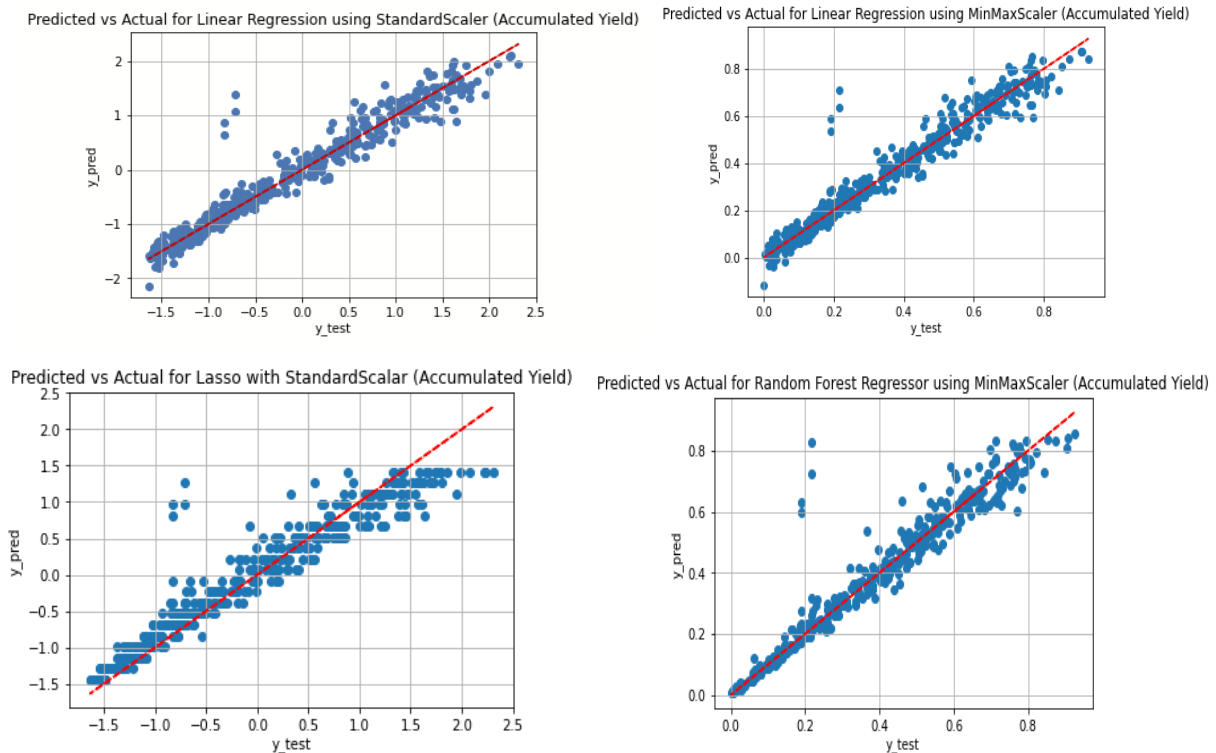 Predicted vs Actual for Linear Regression using StandardScaler (Accumulated Yield)
2
1
0
−1
−2
y_pred
−1.5 −1.0 −0.5 0.0 0.5 1.0 1.5 2.0 2.5
y_test
Predicted vs Actual for Linear Regression using MinMaxScaler (Accumulated Yield)
0.8
0.6
0.4
0.2
0.0
y_pred
0.0 0.2 0.4 0.6 0.8
y_test
Predicted vs Actual for Lasso with StandardScalar (Accumulated Yield)
2.5
2.0
1.5
1.0
0.5
0.0
−0.5
−1.0
−1.5
y_pred
−1.5 −1.0 −0.5 0.0 0.5 1.0 1.5 2.0 2.5
y_test
Predicted vs Actual for Random Forest Regressor using MinMaxScaler (Accumulated Yield)
0.8
0.6
0.4
0.2
0.0
y_pred
0.0 0.2 0.4 0.6 0.8
y_test